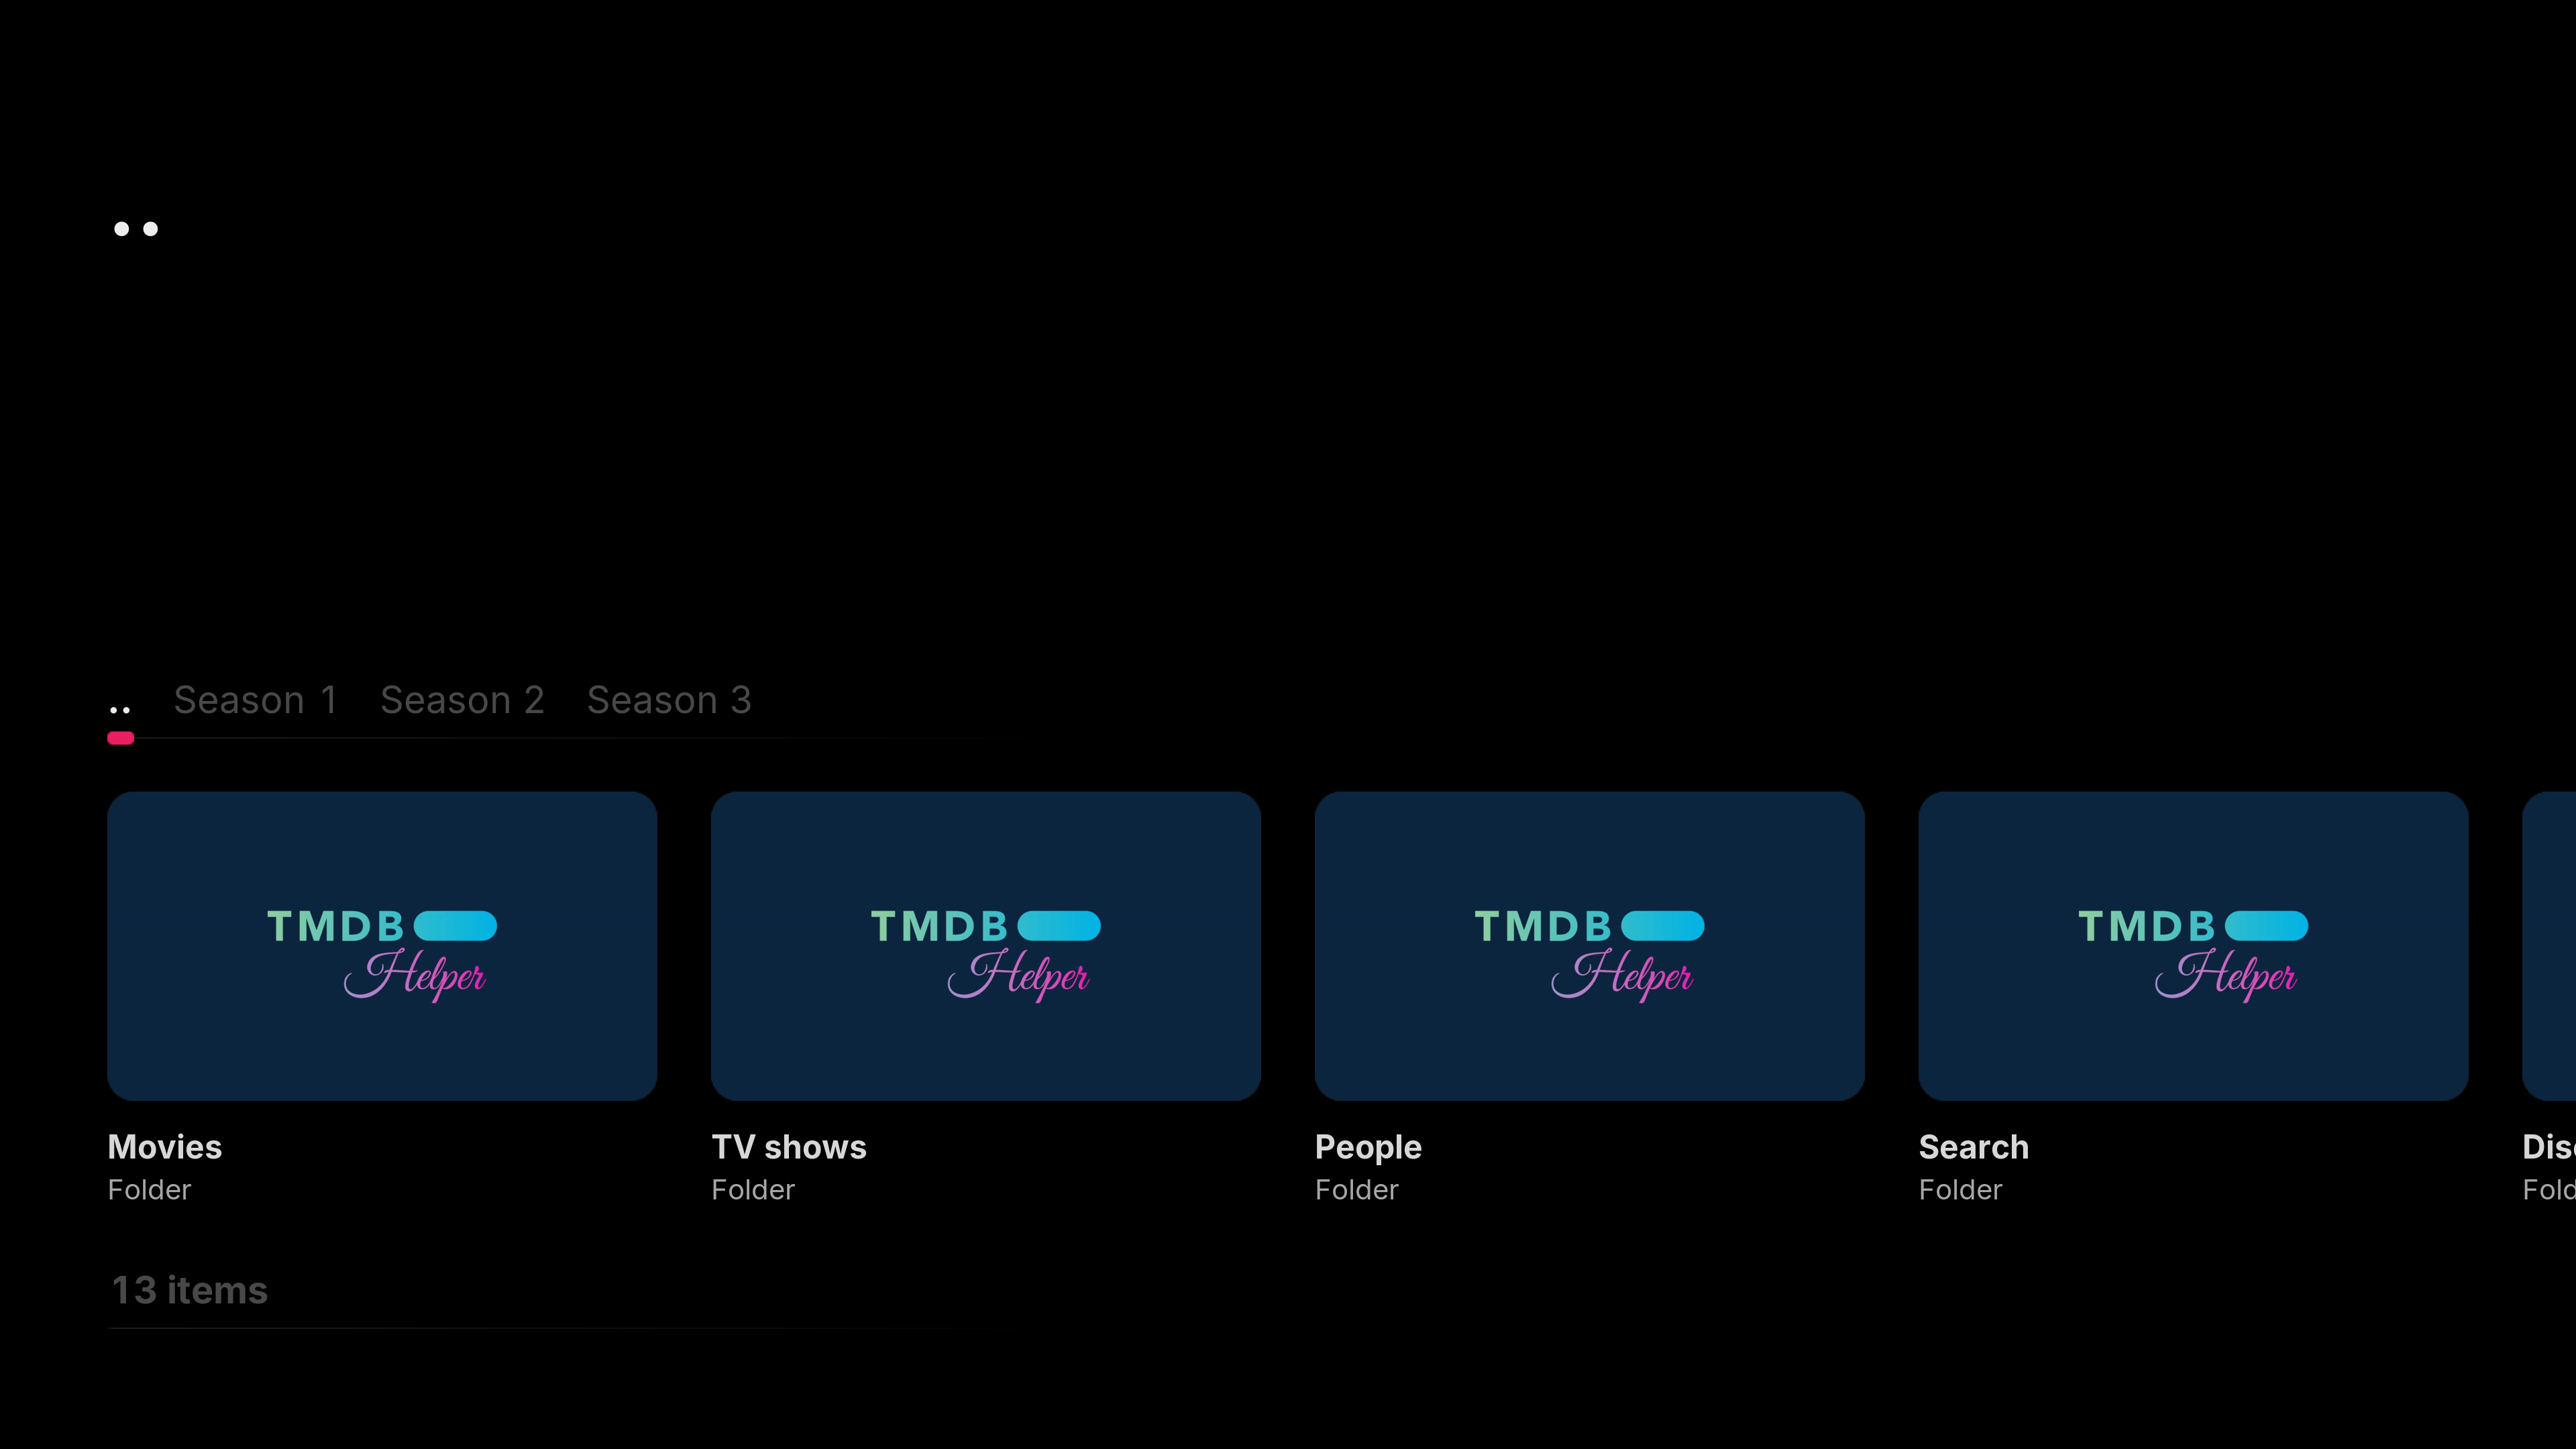 ..
.. Season 1 Season 2 Season 3
TMDB Helper
TMDB Helper
TMDB Helper
TMDB Helper
Movies
Folder
TV shows
Folder
People
Folder
Search
Folder
Fold
13 items